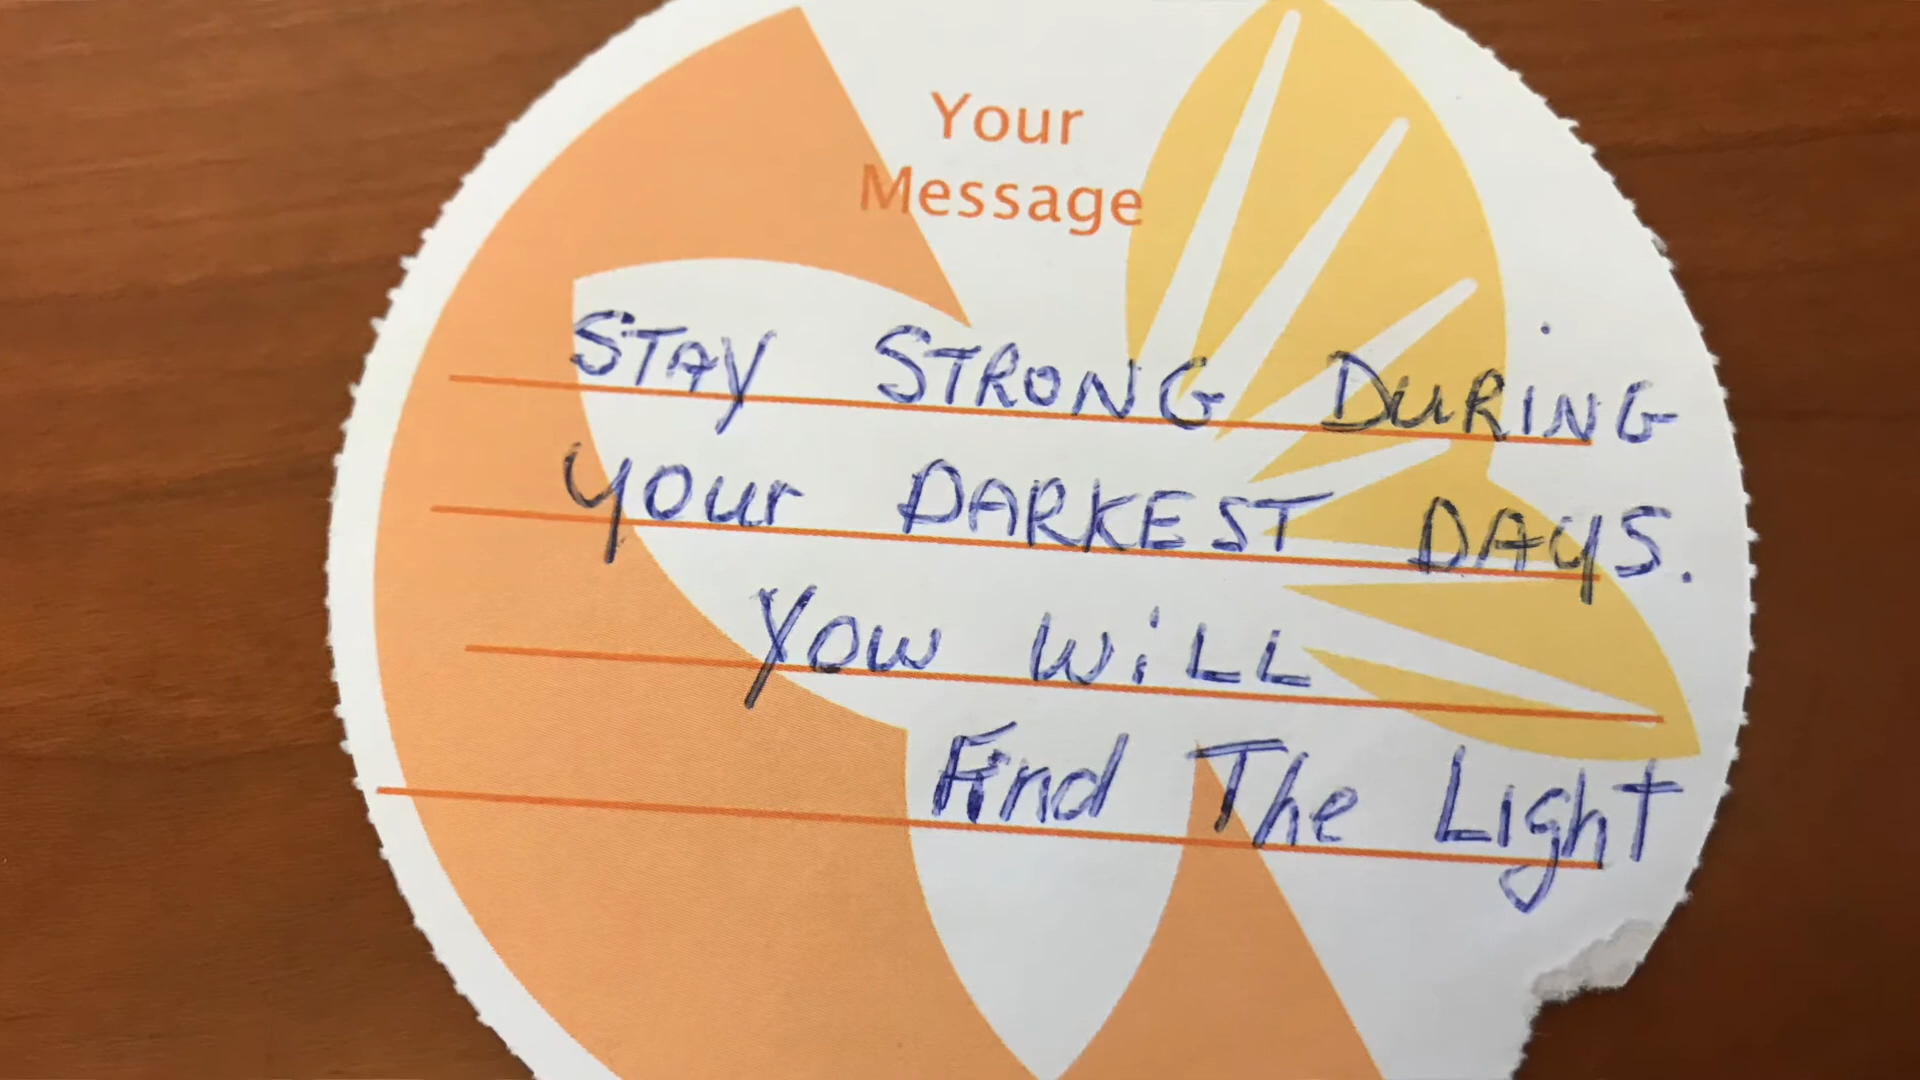 Your
Message
STAY STRONG DURING
your DARKEST DAYS.
You WiLL
Find The Light